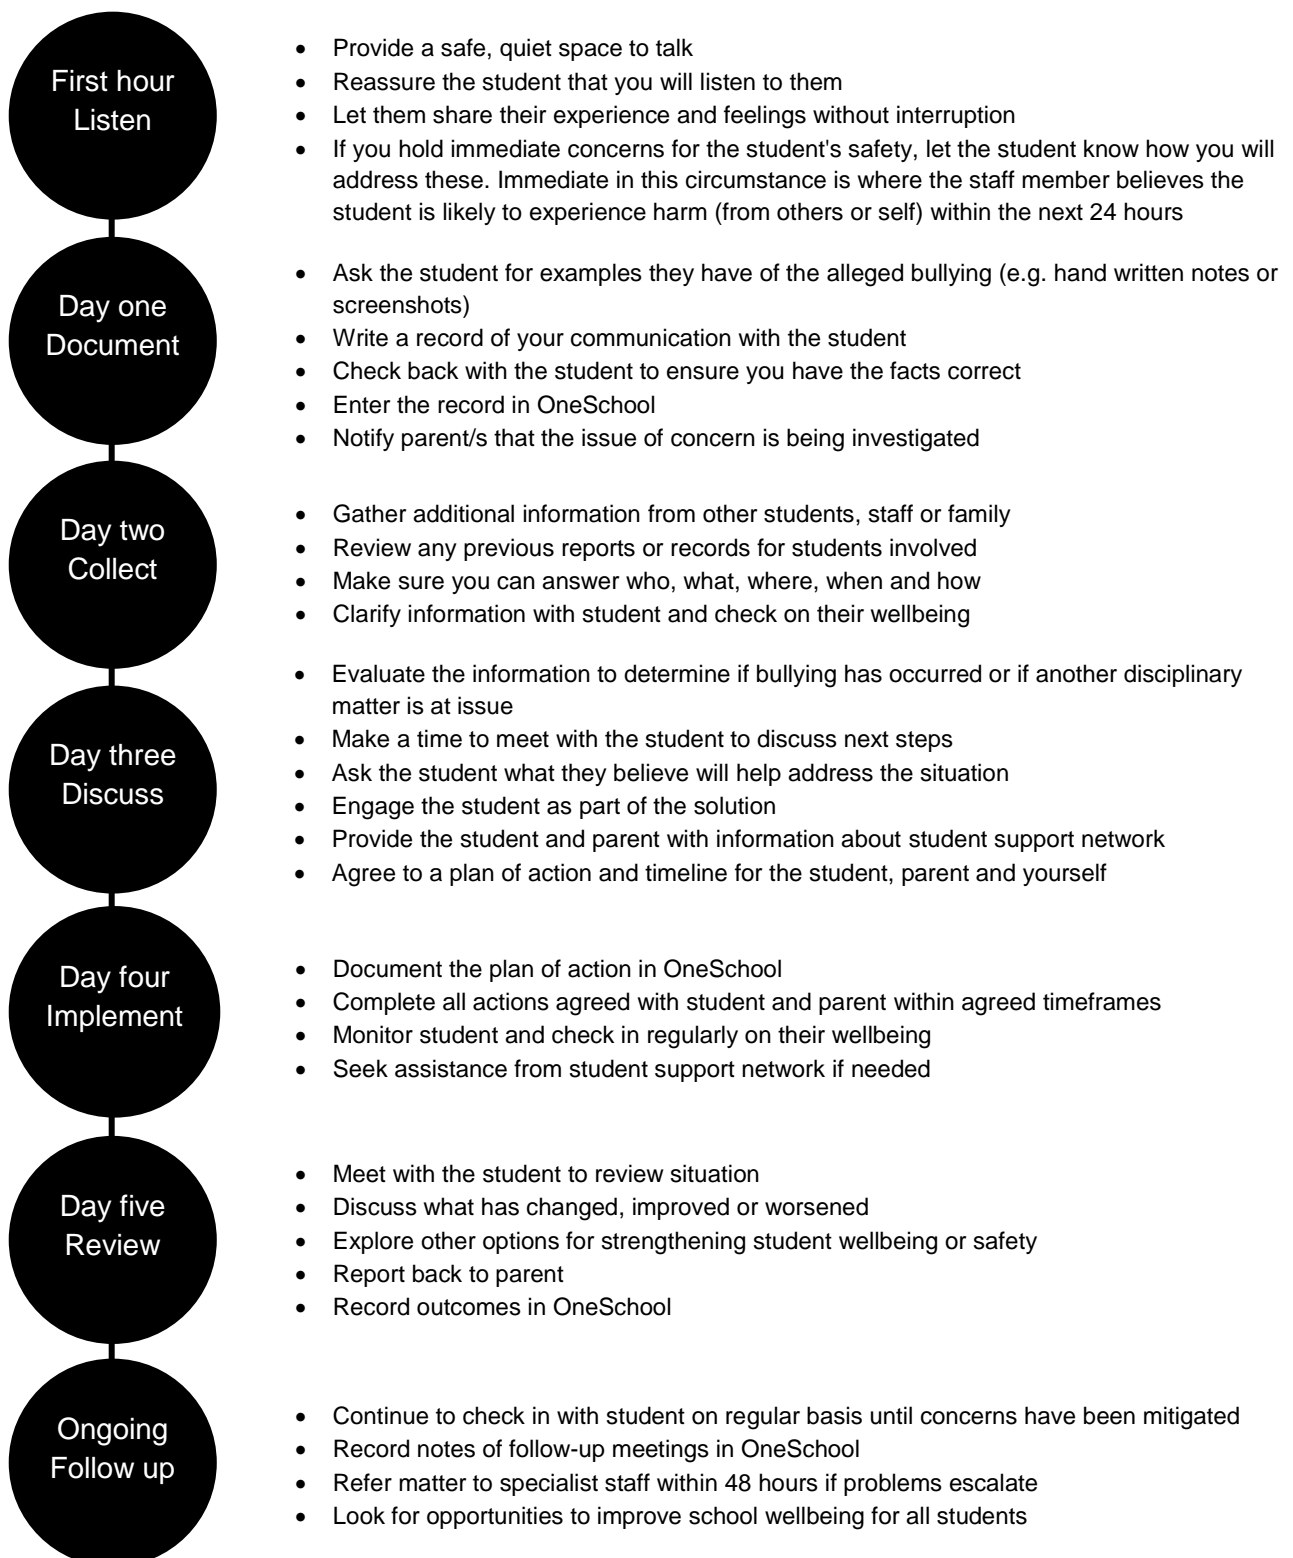 First hour
Listen
• Provide a safe, quiet space to talk
• Reassure the student that you will listen to them
• Let them share their experience and feelings without interruption
• If you hold immediate concerns for the student's safety, let the student know how you will
address these. Immediate in this circumstance is where the staff member believes the
student is likely to experience harm (from others or self) within the next 24 hours
Day one
Document
• Ask the student for examples they have of the alleged bullying (e.g. hand written notes or
screenshots)
• Write a record of your communication with the student
• Check back with the student to ensure you have the facts correct
• Enter the record in OneSchool
• Notify parent/s that the issue of concern is being investigated
Day two
Collect
• Gather additional information from other students, staff or family
• Review any previous reports or records for students involved
• Make sure you can answer who, what, where, when and how
• Clarify information with student and check on their wellbeing
Day three
Discuss
• Evaluate the information to determine if bullying has occurred or if another disciplinary
matter is at issue
• Make a time to meet with the student to discuss next steps
• Ask the student what they believe will help address the situation
• Engage the student as part of the solution
• Provide the student and parent with information about student support network
• Agree to a plan of action and timeline for the student, parent and yourself
Day four
Implement
• Document the plan of action in OneSchool
• Complete all actions agreed with student and parent within agreed timeframes
• Monitor student and check in regularly on their wellbeing
• Seek assistance from student support network if needed
Day five
Review
• Meet with the student to review situation
• Discuss what has changed, improved or worsened
• Explore other options for strengthening student wellbeing or safety
• Report back to parent
• Record outcomes in OneSchool
Ongoing
Follow up
• Continue to check in with student on regular basis until concerns have been mitigated
• Record notes of follow-up meetings in OneSchool
• Refer matter to specialist staff within 48 hours if problems escalate
• Look for opportunities to improve school wellbeing for all students